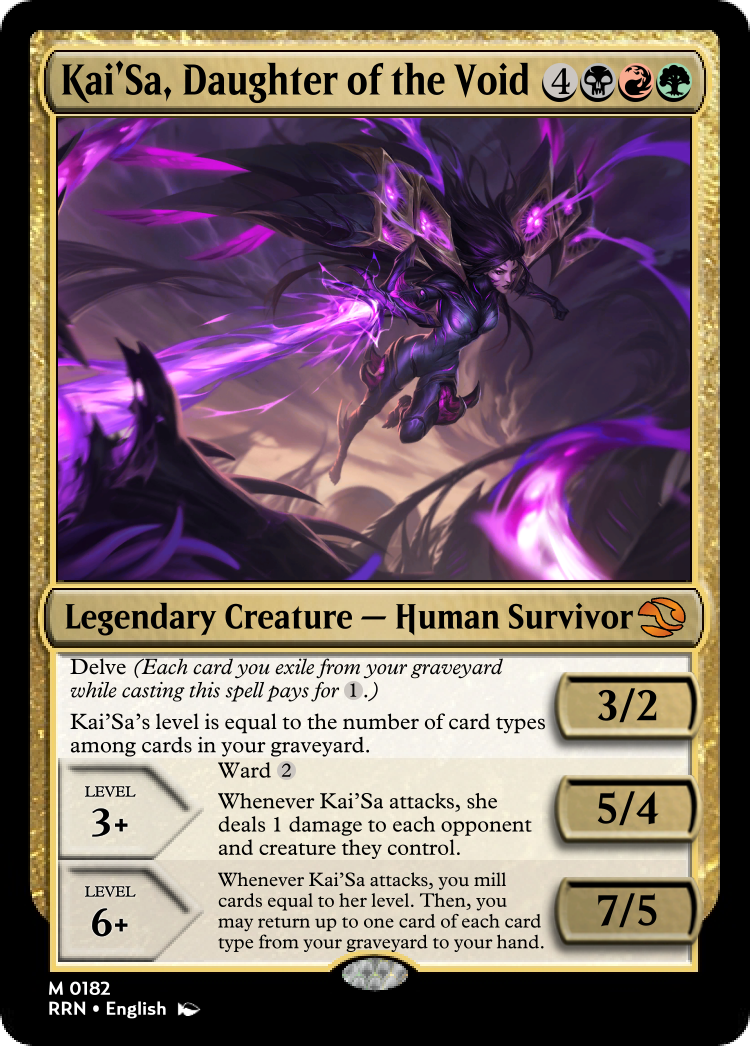 Kai'Sa, Daughter of the Void 4
Legendary Creature — Human Survivor
Delve (Each card you exile from your graveyard
while casting this spell pays for 1.)
Kai'Sa's level is equal to the number of card types
among cards in your graveyard.
3/2
LEVEL
3+
Ward 2
Whenever Kai'Sa attacks, she
deals 1 damage to each opponent
and creature they control.
5/4
LEVEL
6+
Whenever Kai'Sa attacks, you mill
cards equal to her level. Then, you
may return up to one card of each card
type from your graveyard to your hand.
7/5
M 0182
RRN • English